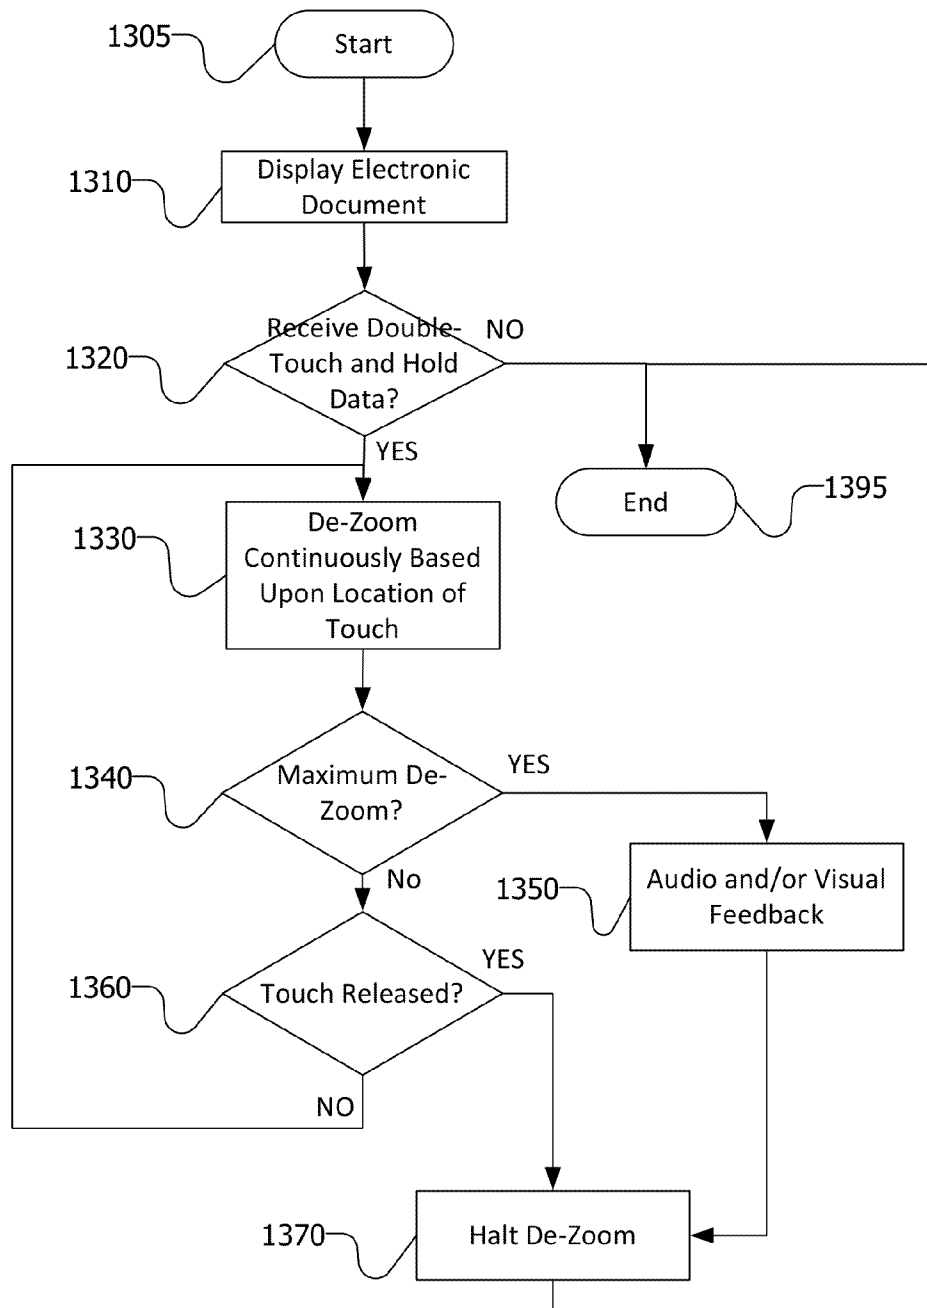 1305
Start
1310
Display Electronic
Document
1320
Receive Double-
Touch and Hold
Data?
NO
YES
End
1395
1330
De-Zoom
Continuously Based
Upon Location of
Touch
1340
Maximum De-
Zoom?
YES
No
1350
Audio and/or Visual
Feedback
1360
Touch Released?
YES
NO
1370
Halt De-Zoom